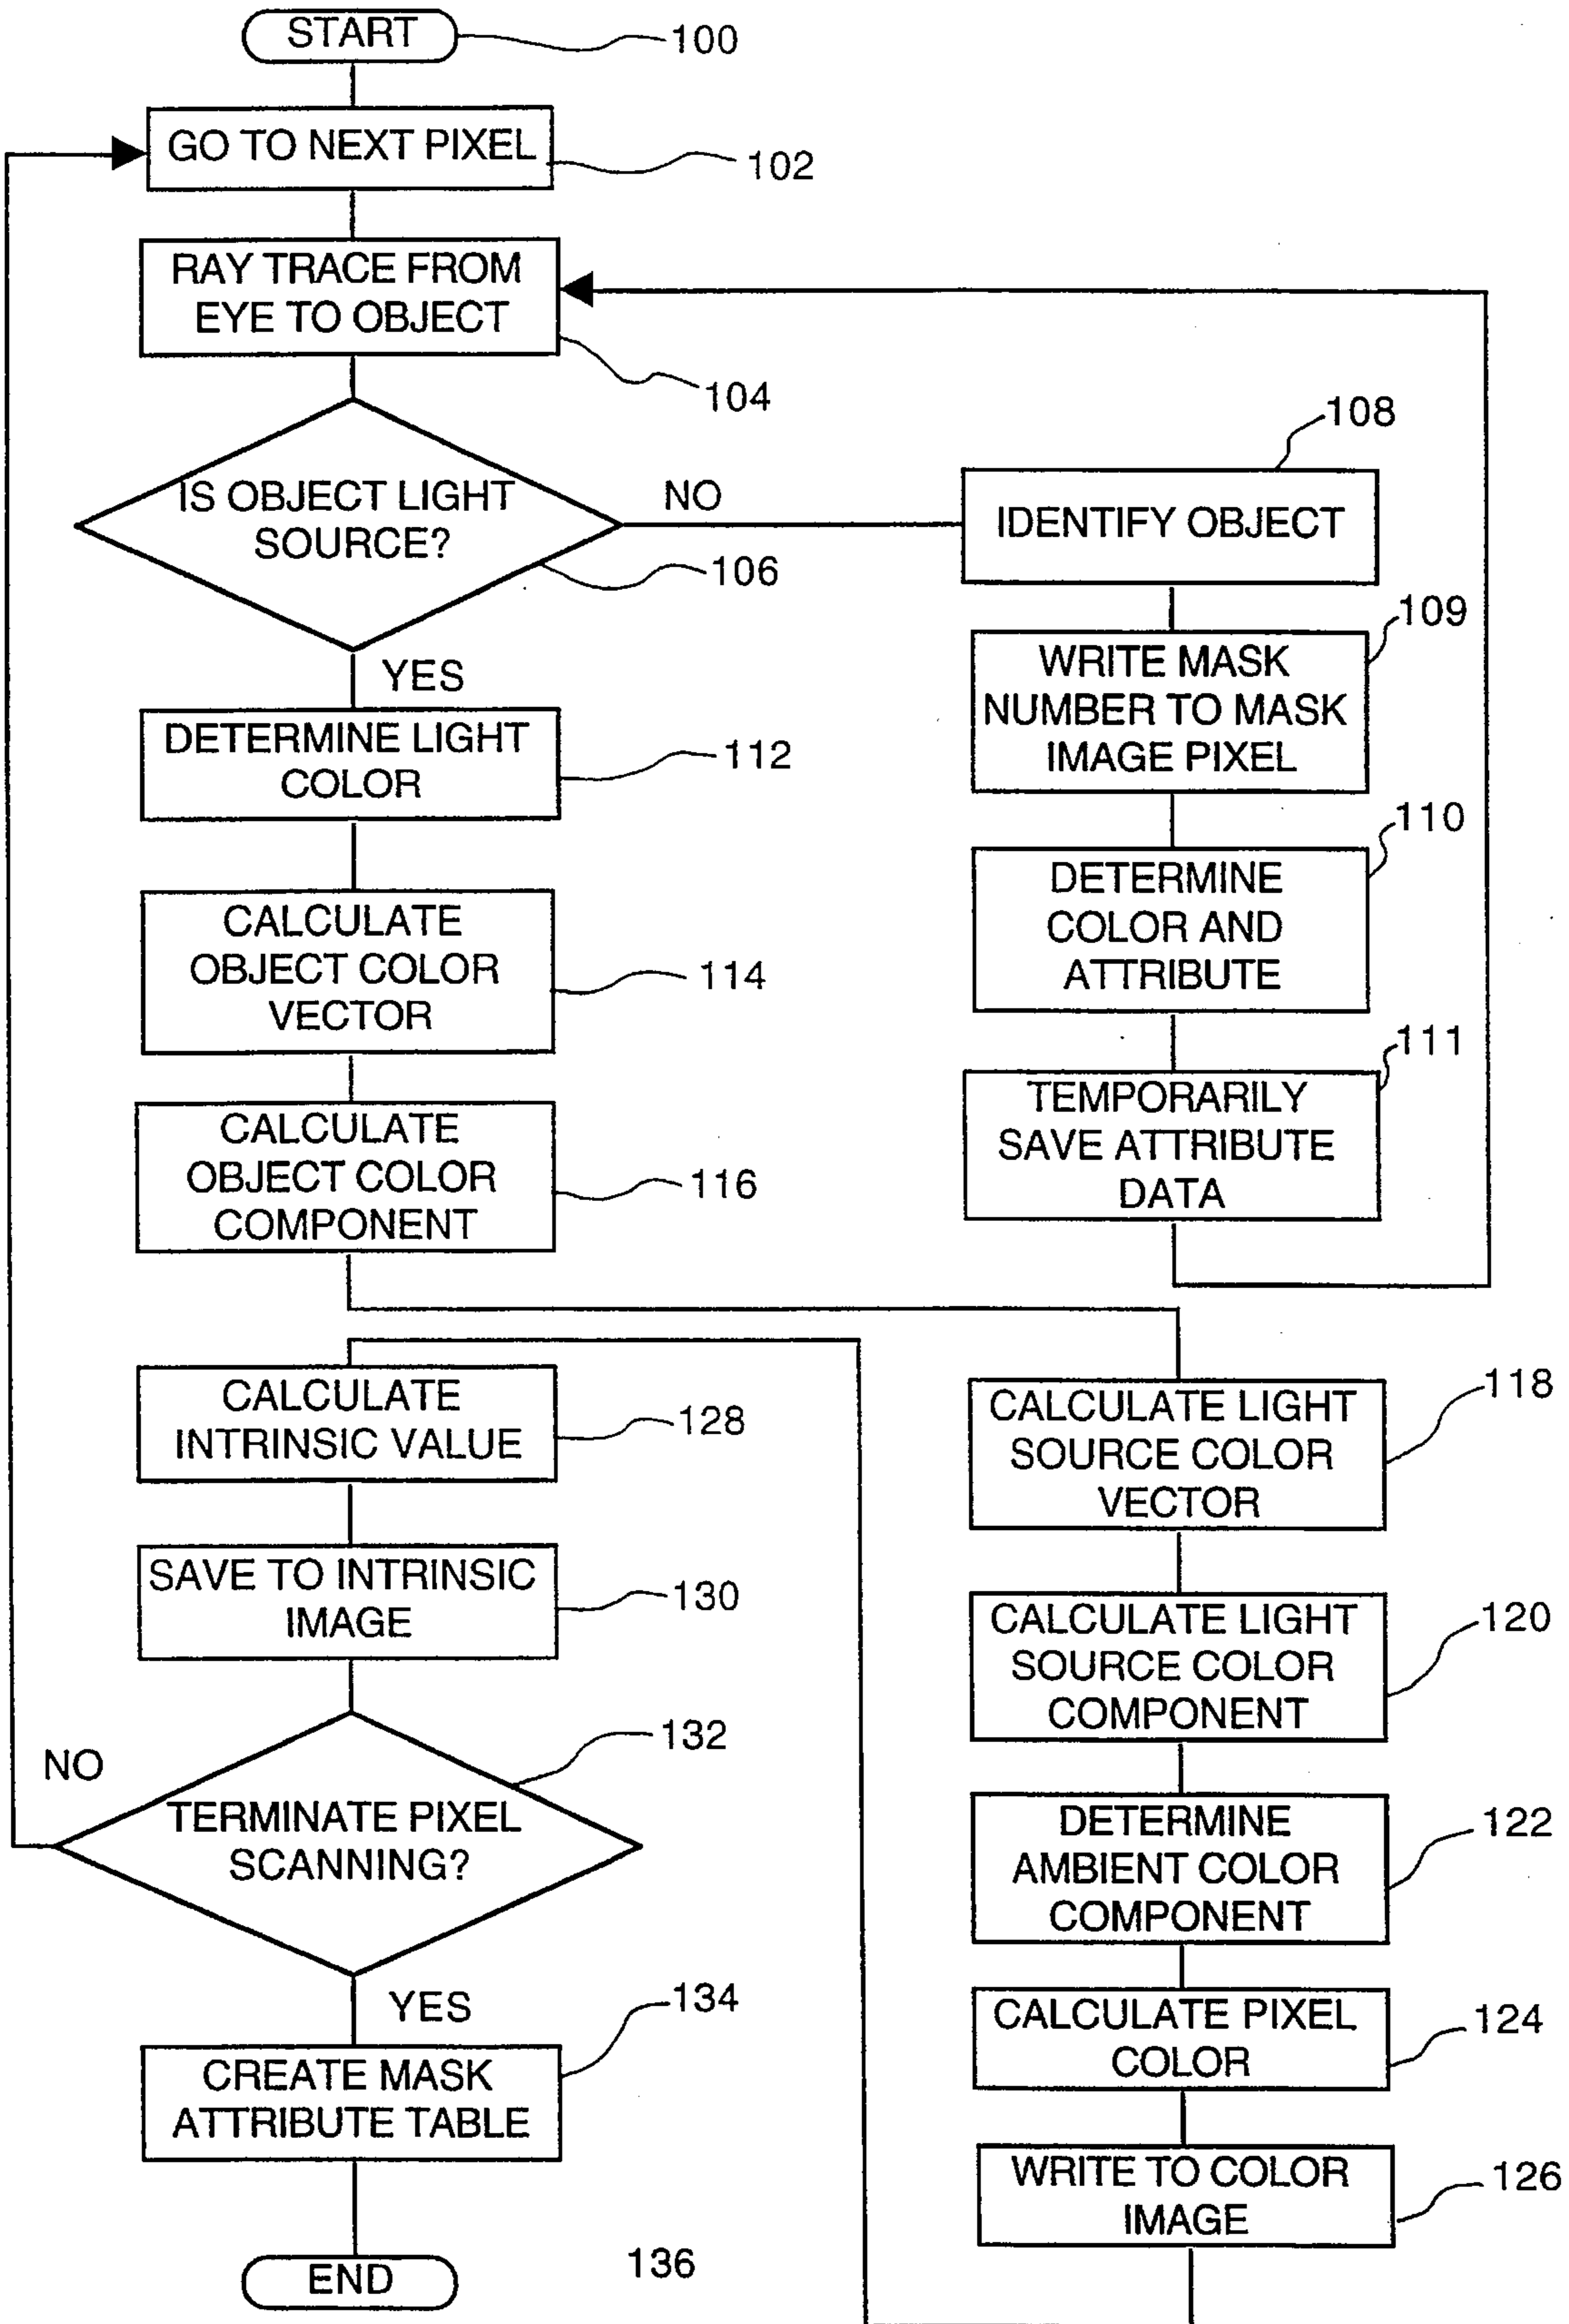 START
100
GO TO NEXT PIXEL
102
RAY TRACE FROM
EYE TO OBJECT
104
IS OBJECT LIGHT
SOURCE?
106
NO
108
IDENTIFY OBJECT
109
WRITE MASK
NUMBER TO MASK
IMAGE PIXEL
110
DETERMINE
COLOR AND
ATTRIBUTE
111
TEMPORARILY
SAVE ATTRIBUTE
DATA
YES
DETERMINE LIGHT
COLOR
112
CALCULATE
OBJECT COLOR
VECTOR
114
CALCULATE
OBJECT COLOR
COMPONENT
116
CALCULATE LIGHT
SOURCE COLOR
VECTOR
118
CALCULATE LIGHT
SOURCE COLOR
COMPONENT
120
DETERMINE
AMBIENT COLOR
COMPONENT
122
CALCULATE PIXEL
COLOR
124
WRITE TO COLOR
IMAGE
126
CALCULATE
INTRINSIC VALUE
128
SAVE TO INTRINSIC
IMAGE
130
TERMINATE PIXEL
SCANNING?
132
NO
YES
CREATE MASK
ATTRIBUTE TABLE
134
END
136